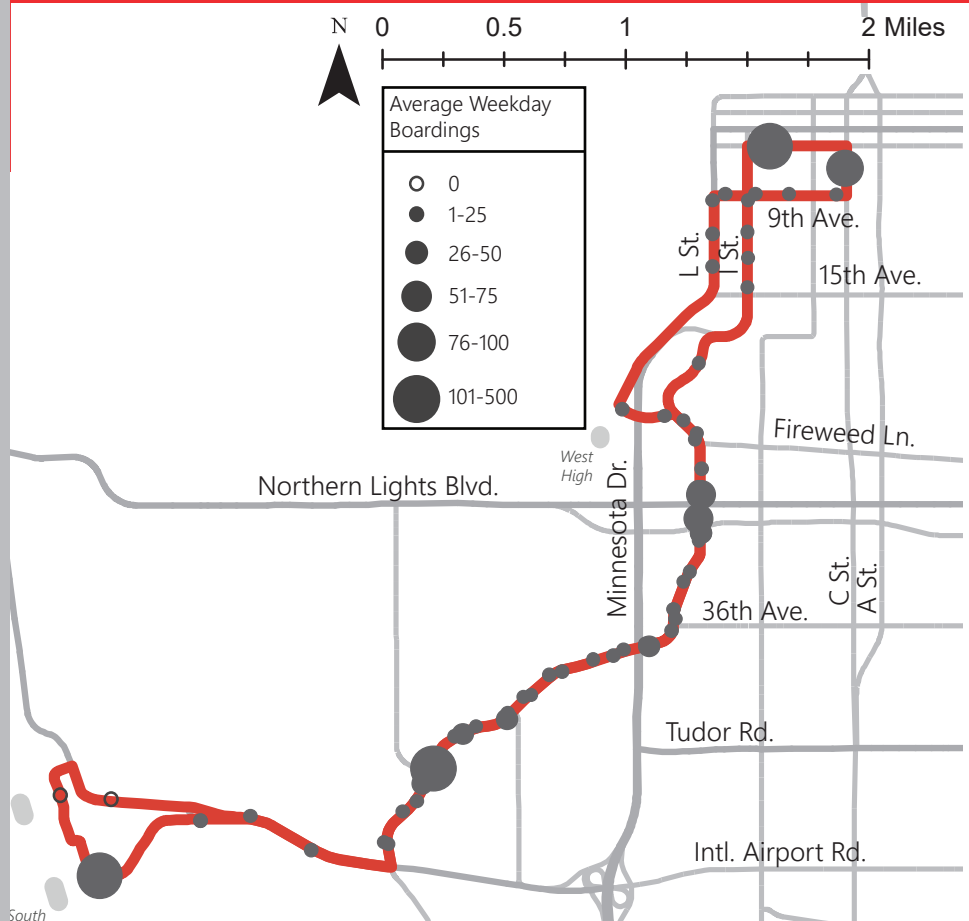 N
0 0.5 1 2 Miles
Average Weekday
Boardings
0
1-25
26-50
51-75
76-100
101-500
9th Ave.
L St.
I St.
15th Ave.
Fireweed Ln.
West
High
Northern Lights Blvd.
Minnesota Dr.
C St.
A St.
36th Ave.
Tudor Rd.
Intl. Airport Rd.
South